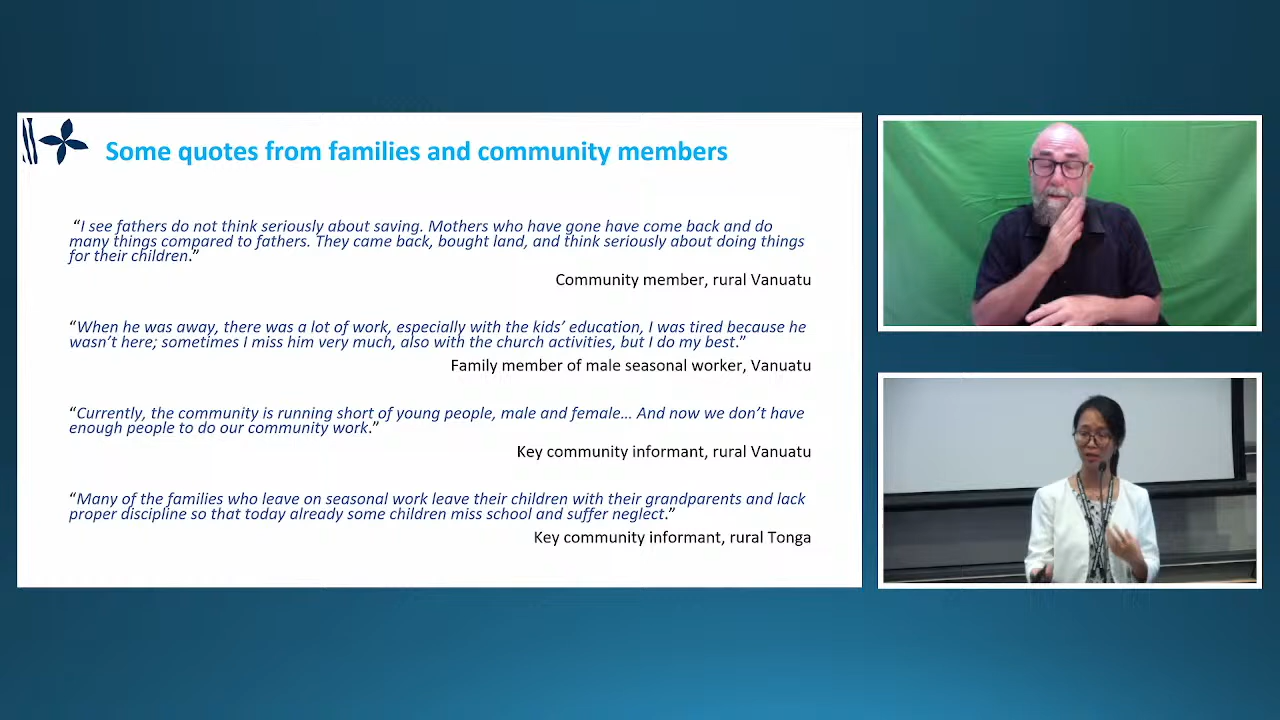 Some quotes from families and community members
“I see fathers do not think seriously about saving. Mothers who have gone have come back and do
many things compared to fathers. They came back, bought land, and think seriously about doing things
for their children.”
Community member, rural Vanuatu
“When he was away, there was a lot of work, especially with the kids’ education, I was tired because he
wasn’t here; sometimes I miss him very much, also with the church activities, but I do my best.”
Family member of male seasonal worker, Vanuatu
“Currently, the community is running short of young people, male and female… And now we don’t have
enough people to do our community work.”
Key community informant, rural Vanuatu
“Many of the families who leave on seasonal work leave their children with their grandparents and lack
proper discipline so that today already some children miss school and suffer neglect.”
Key community informant, rural Tonga